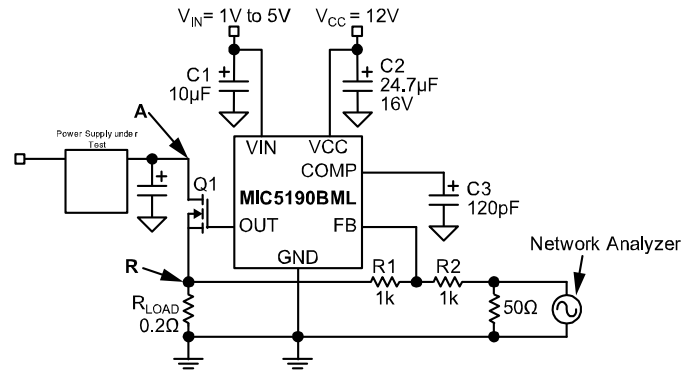 V_IN= 1V to 5V
V_CC = 12V
C1
10µF
C2
24.7µF
16V
A
Power Supply under
Test
VIN
VCC
COMP
Q1
MIC5190BML
C3
120pF
OUT
FB
GND
Network Analyzer
R
R1
1k
R2
1k
R_LOAD
0.2Ω
50Ω